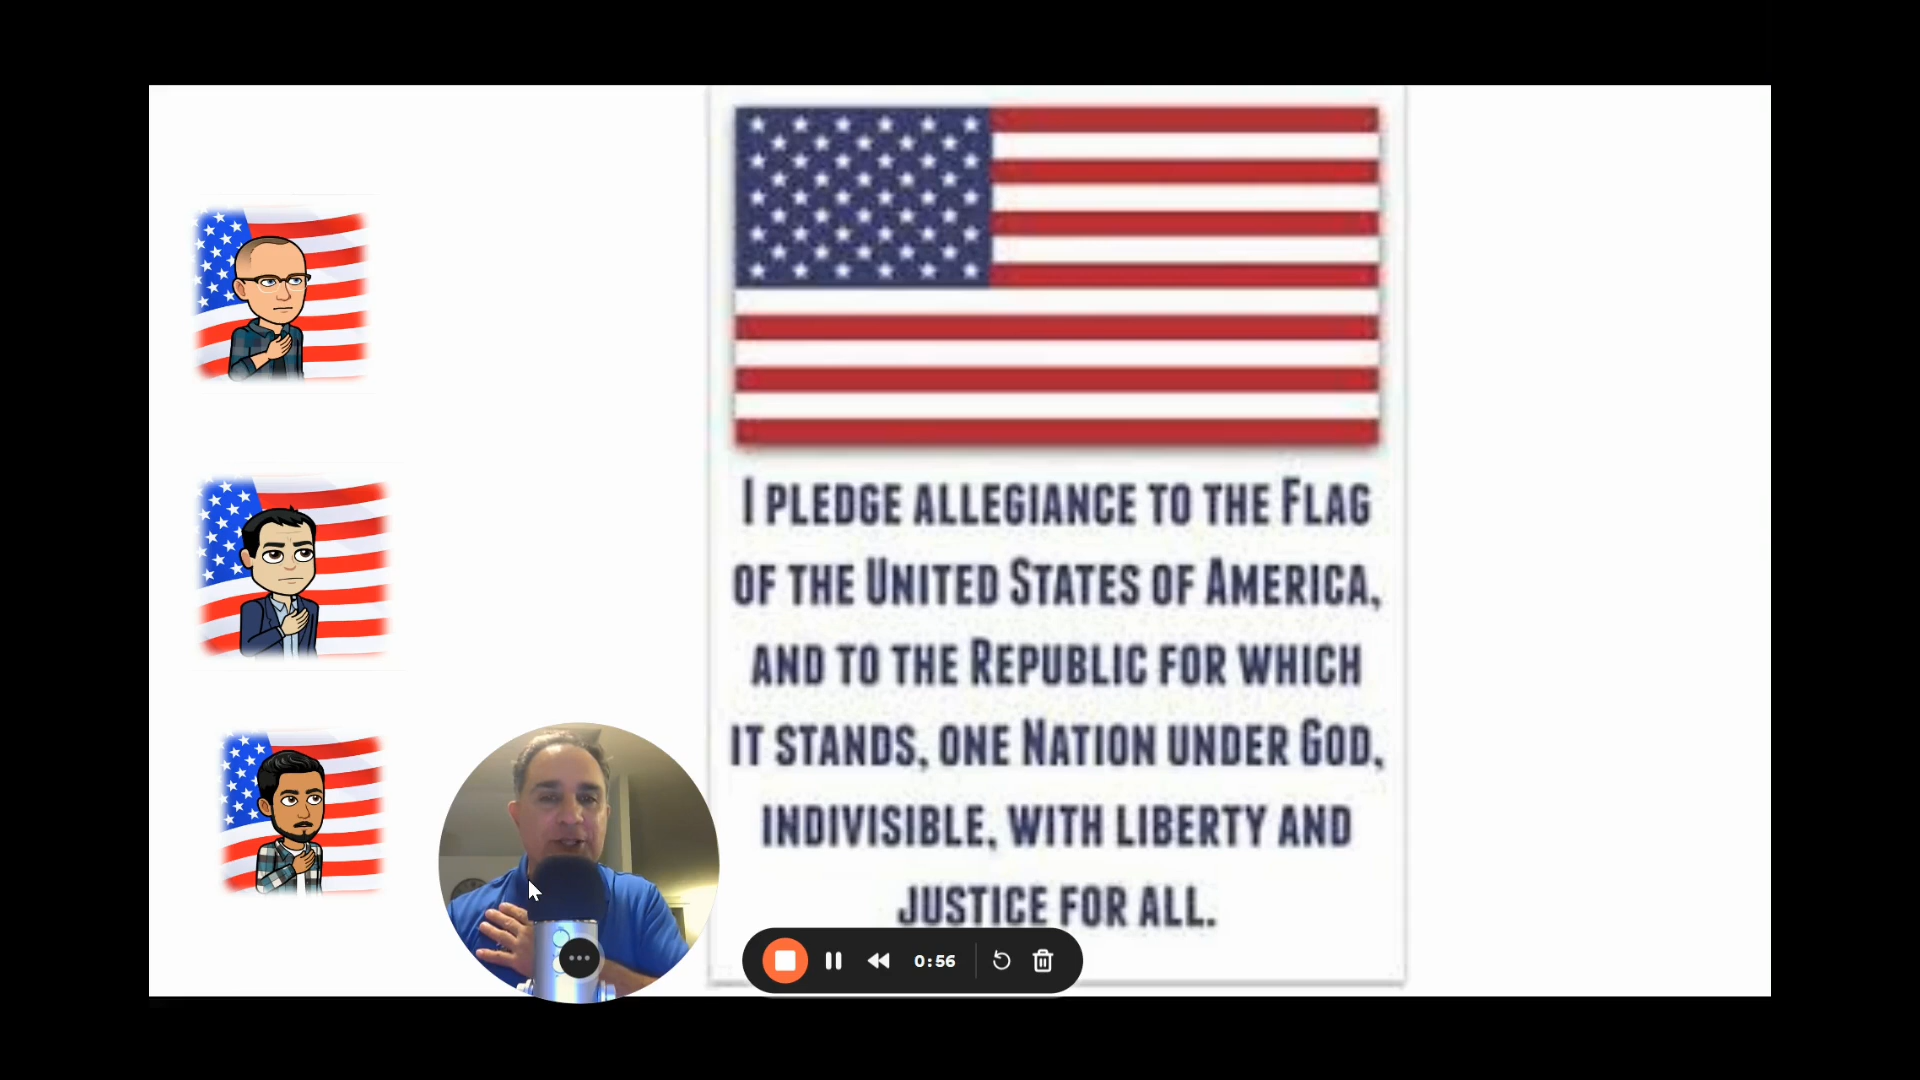 I PLEDGE ALLEGIANCE TO THE FLAG
OF THE UNITED STATES OF AMERICA,
AND TO THE REPUBLIC FOR WHICH
IT STANDS, ONE NATION UNDER GOD,
INDIVISIBLE, WITH LIBERTY AND
JUSTICE FOR ALL.
0:56